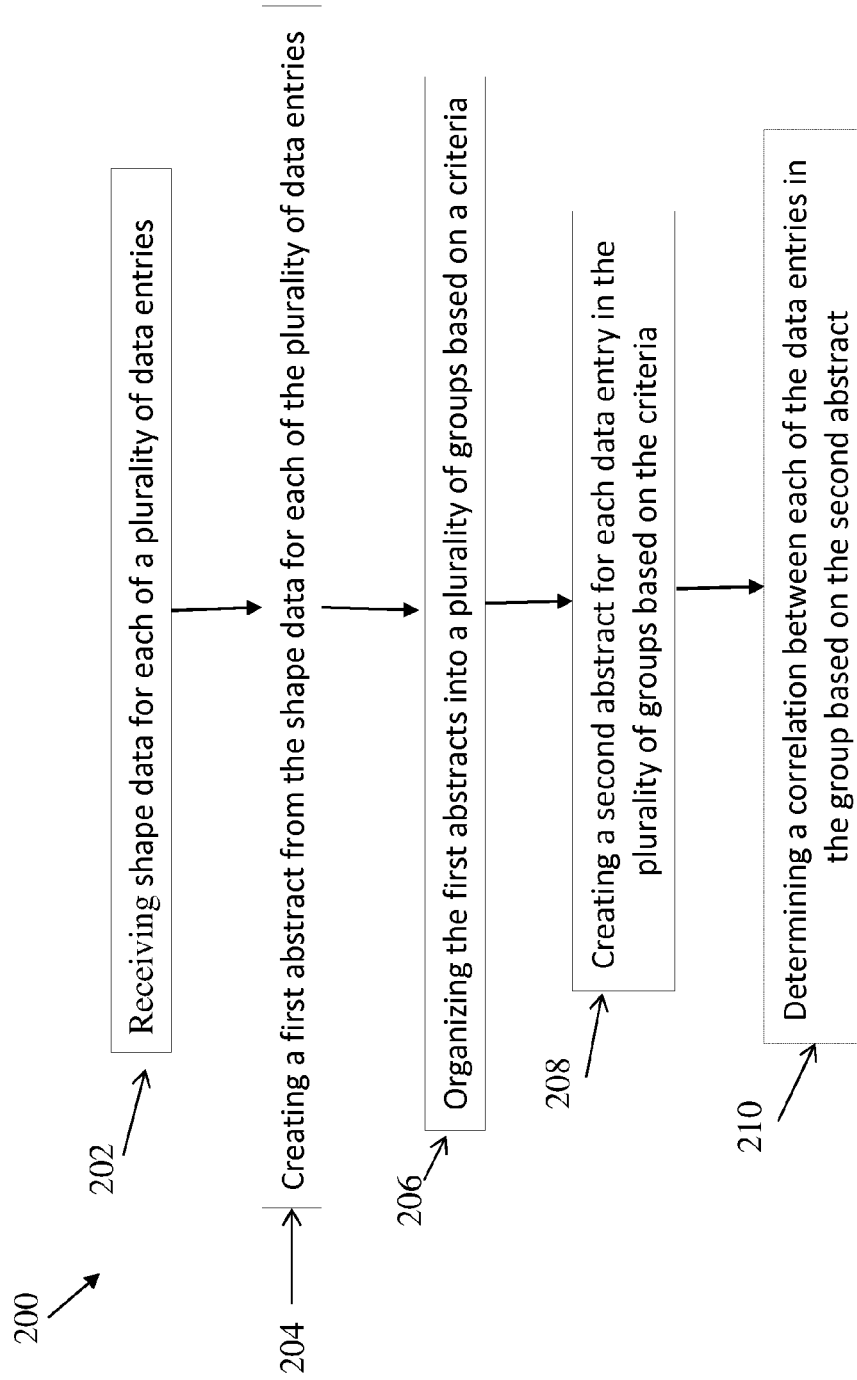 200
202
Receiving shape data for each of a plurality of data entries
204
Creating a first abstract from the shape data for each of the plurality of data entries
206
Organizing the first abstracts into a plurality of groups based on a criteria
208
Creating a second abstract for each data entry in the
plurality of groups based on the criteria
210
Determining a correlation between each of the data entries in
the group based on the second abstract